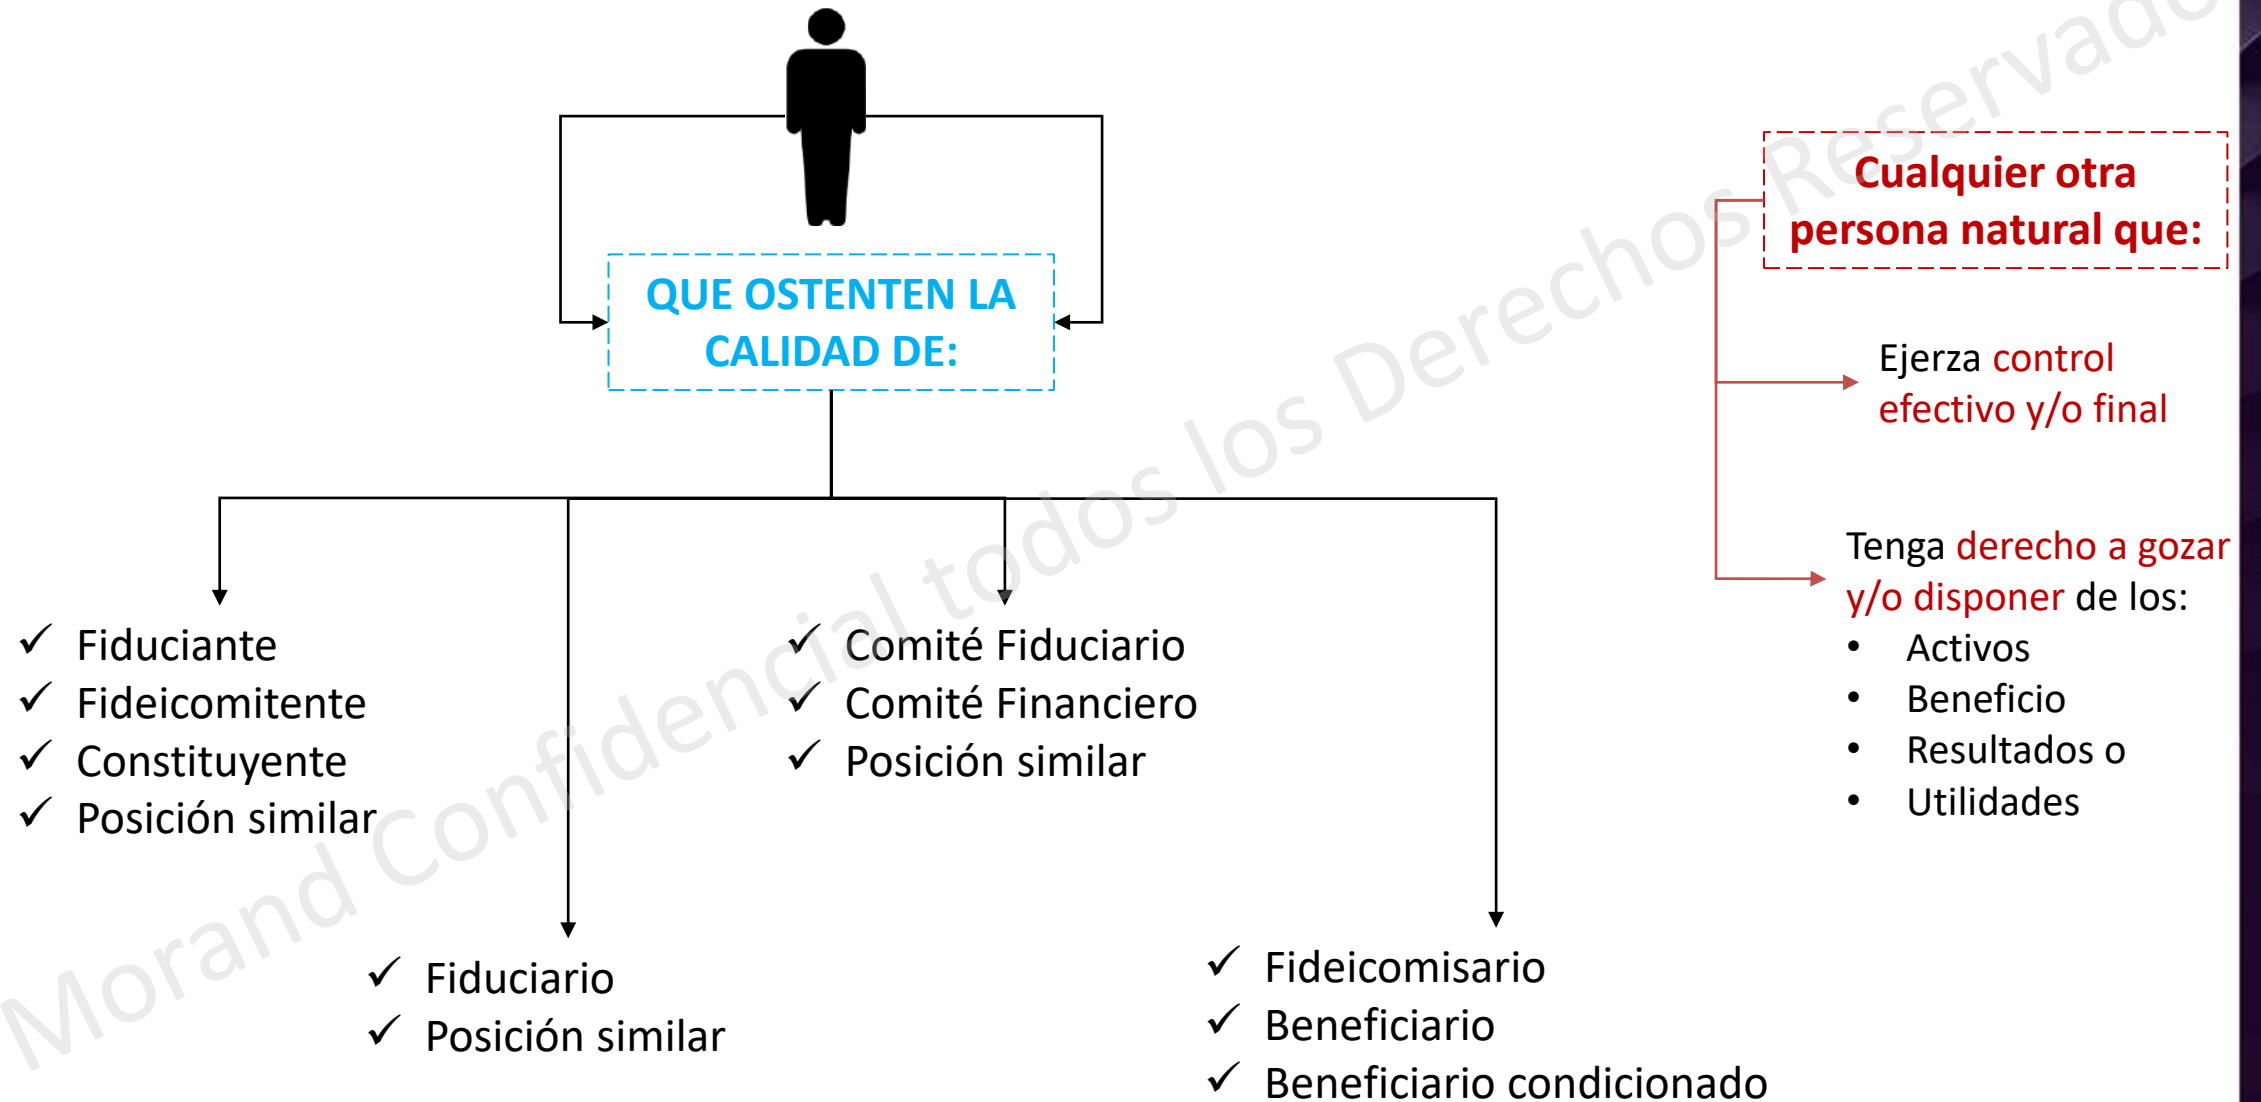 QUE OSTENTEN LA
CALIDAD DE:
✓ Fiduciante
✓ Fideicomitente
✓ Constituyente
✓ Posición similar
✓ Fiduciario
✓ Posición similar
✓ Comité Fiduciario
✓ Comité Financiero
✓ Posición similar
✓ Fideicomisario
✓ Beneficiario
✓ Beneficiario condicionado
Cualquier otra
persona natural que:
Ejerza control
efectivo y/o final
Tenga derecho a gozar
y/o disponer de los:
• Activos
• Beneficio
• Resultados o
• Utilidades
Morand Confidencial todos los Derechos Reservado